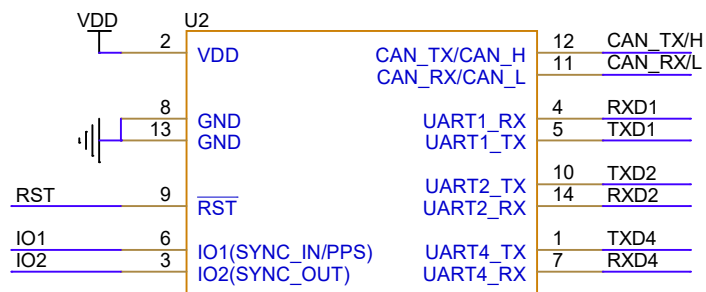 VDD U2
2 VDD CAN_TX/CAN_H 12 CAN_TX/H
CAN_RX/CAN_L 11 CAN_RX/L
8 GND UART1_RX 4 RXD1
13 GND UART1_TX 5 TXD1
UART2_TX 10 TXD2
RST 9 RST UART2_RX 14 RXD2
IO1 6 IO1(SYNC_IN/PPS) UART4_TX 1 TXD4
IO2 3 IO2(SYNC_OUT) UART4_RX 7 RXD4